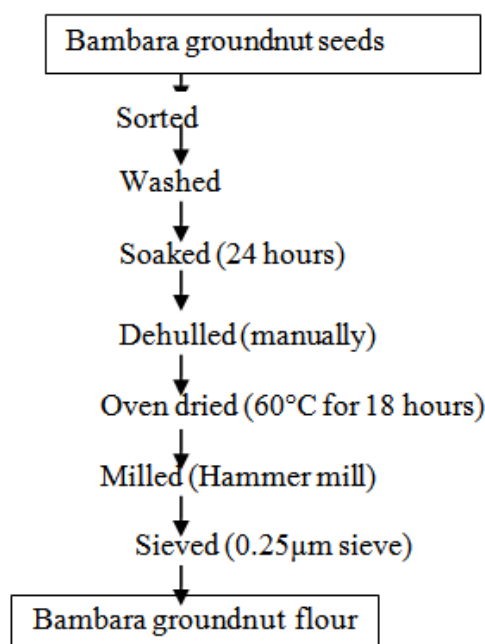 Bambara groundnut seeds
Sorted
Washed
Soaked (24 hours)
Dehulled (manually)
Oven dried (60°C for 18 hours)
Milled (Hammer mill)
Sieved (0.25µm sieve)
Bambara groundnut flour